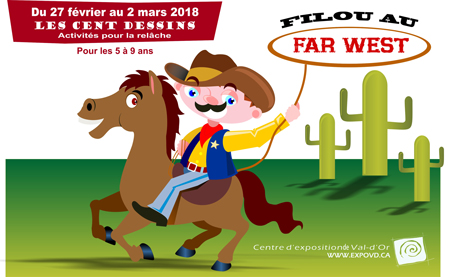 Du 27 février au 2 mars 2018
LES CENT DESSINS
Activités pour la relâche
Pour les 5 à 9 ans
FILOU AU
FAR WEST
Centre d'exposition de Val-d'Or
WWW.EXPOVD.CA